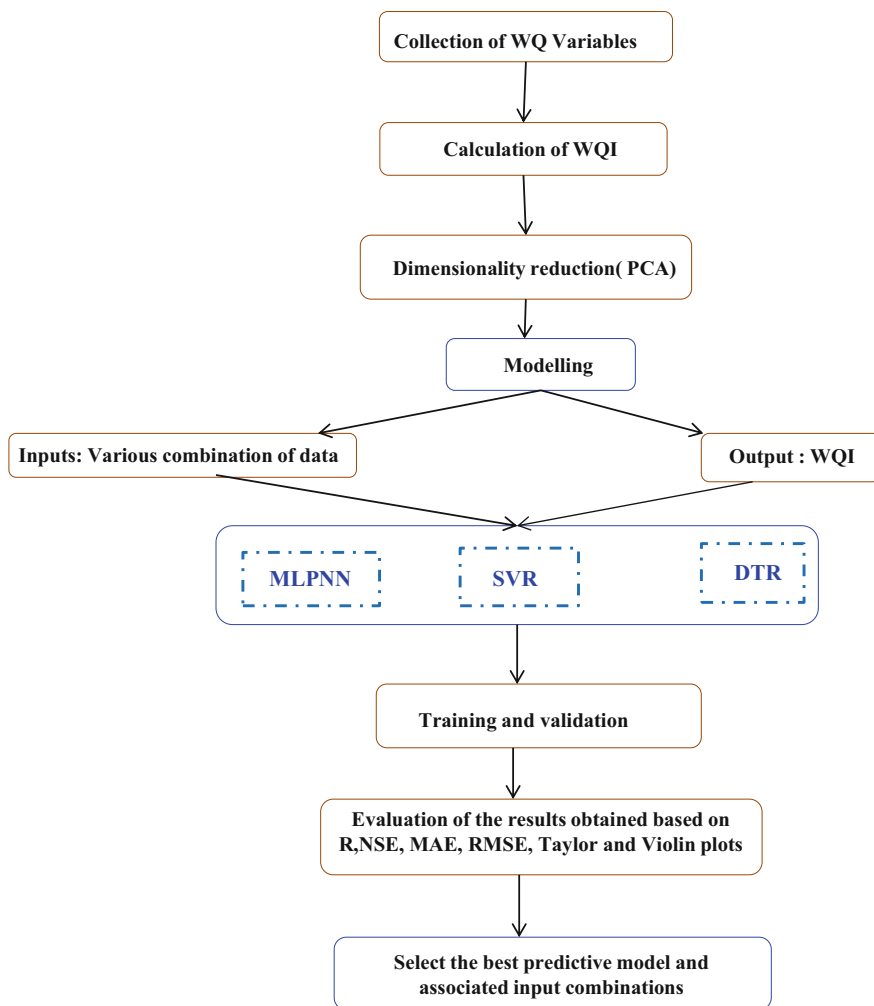 Collection of WQ Variables
Calculation of WQI
Dimensionality reduction( PCA)
Modelling
Inputs: Various combination of data
Output : WQI
MLPNN
SVR
DTR
Training and validation
Evaluation of the results obtained based on
R,NSE, MAE, RMSE, Taylor and Violin plots
Select the best predictive model and
associated input combinations